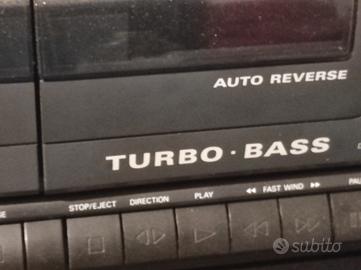 AUTO REVERSE
TURBO · BASS
STOP/EJECT DIRECTION PLAY ◄◄ FAST WIND ►►
subito